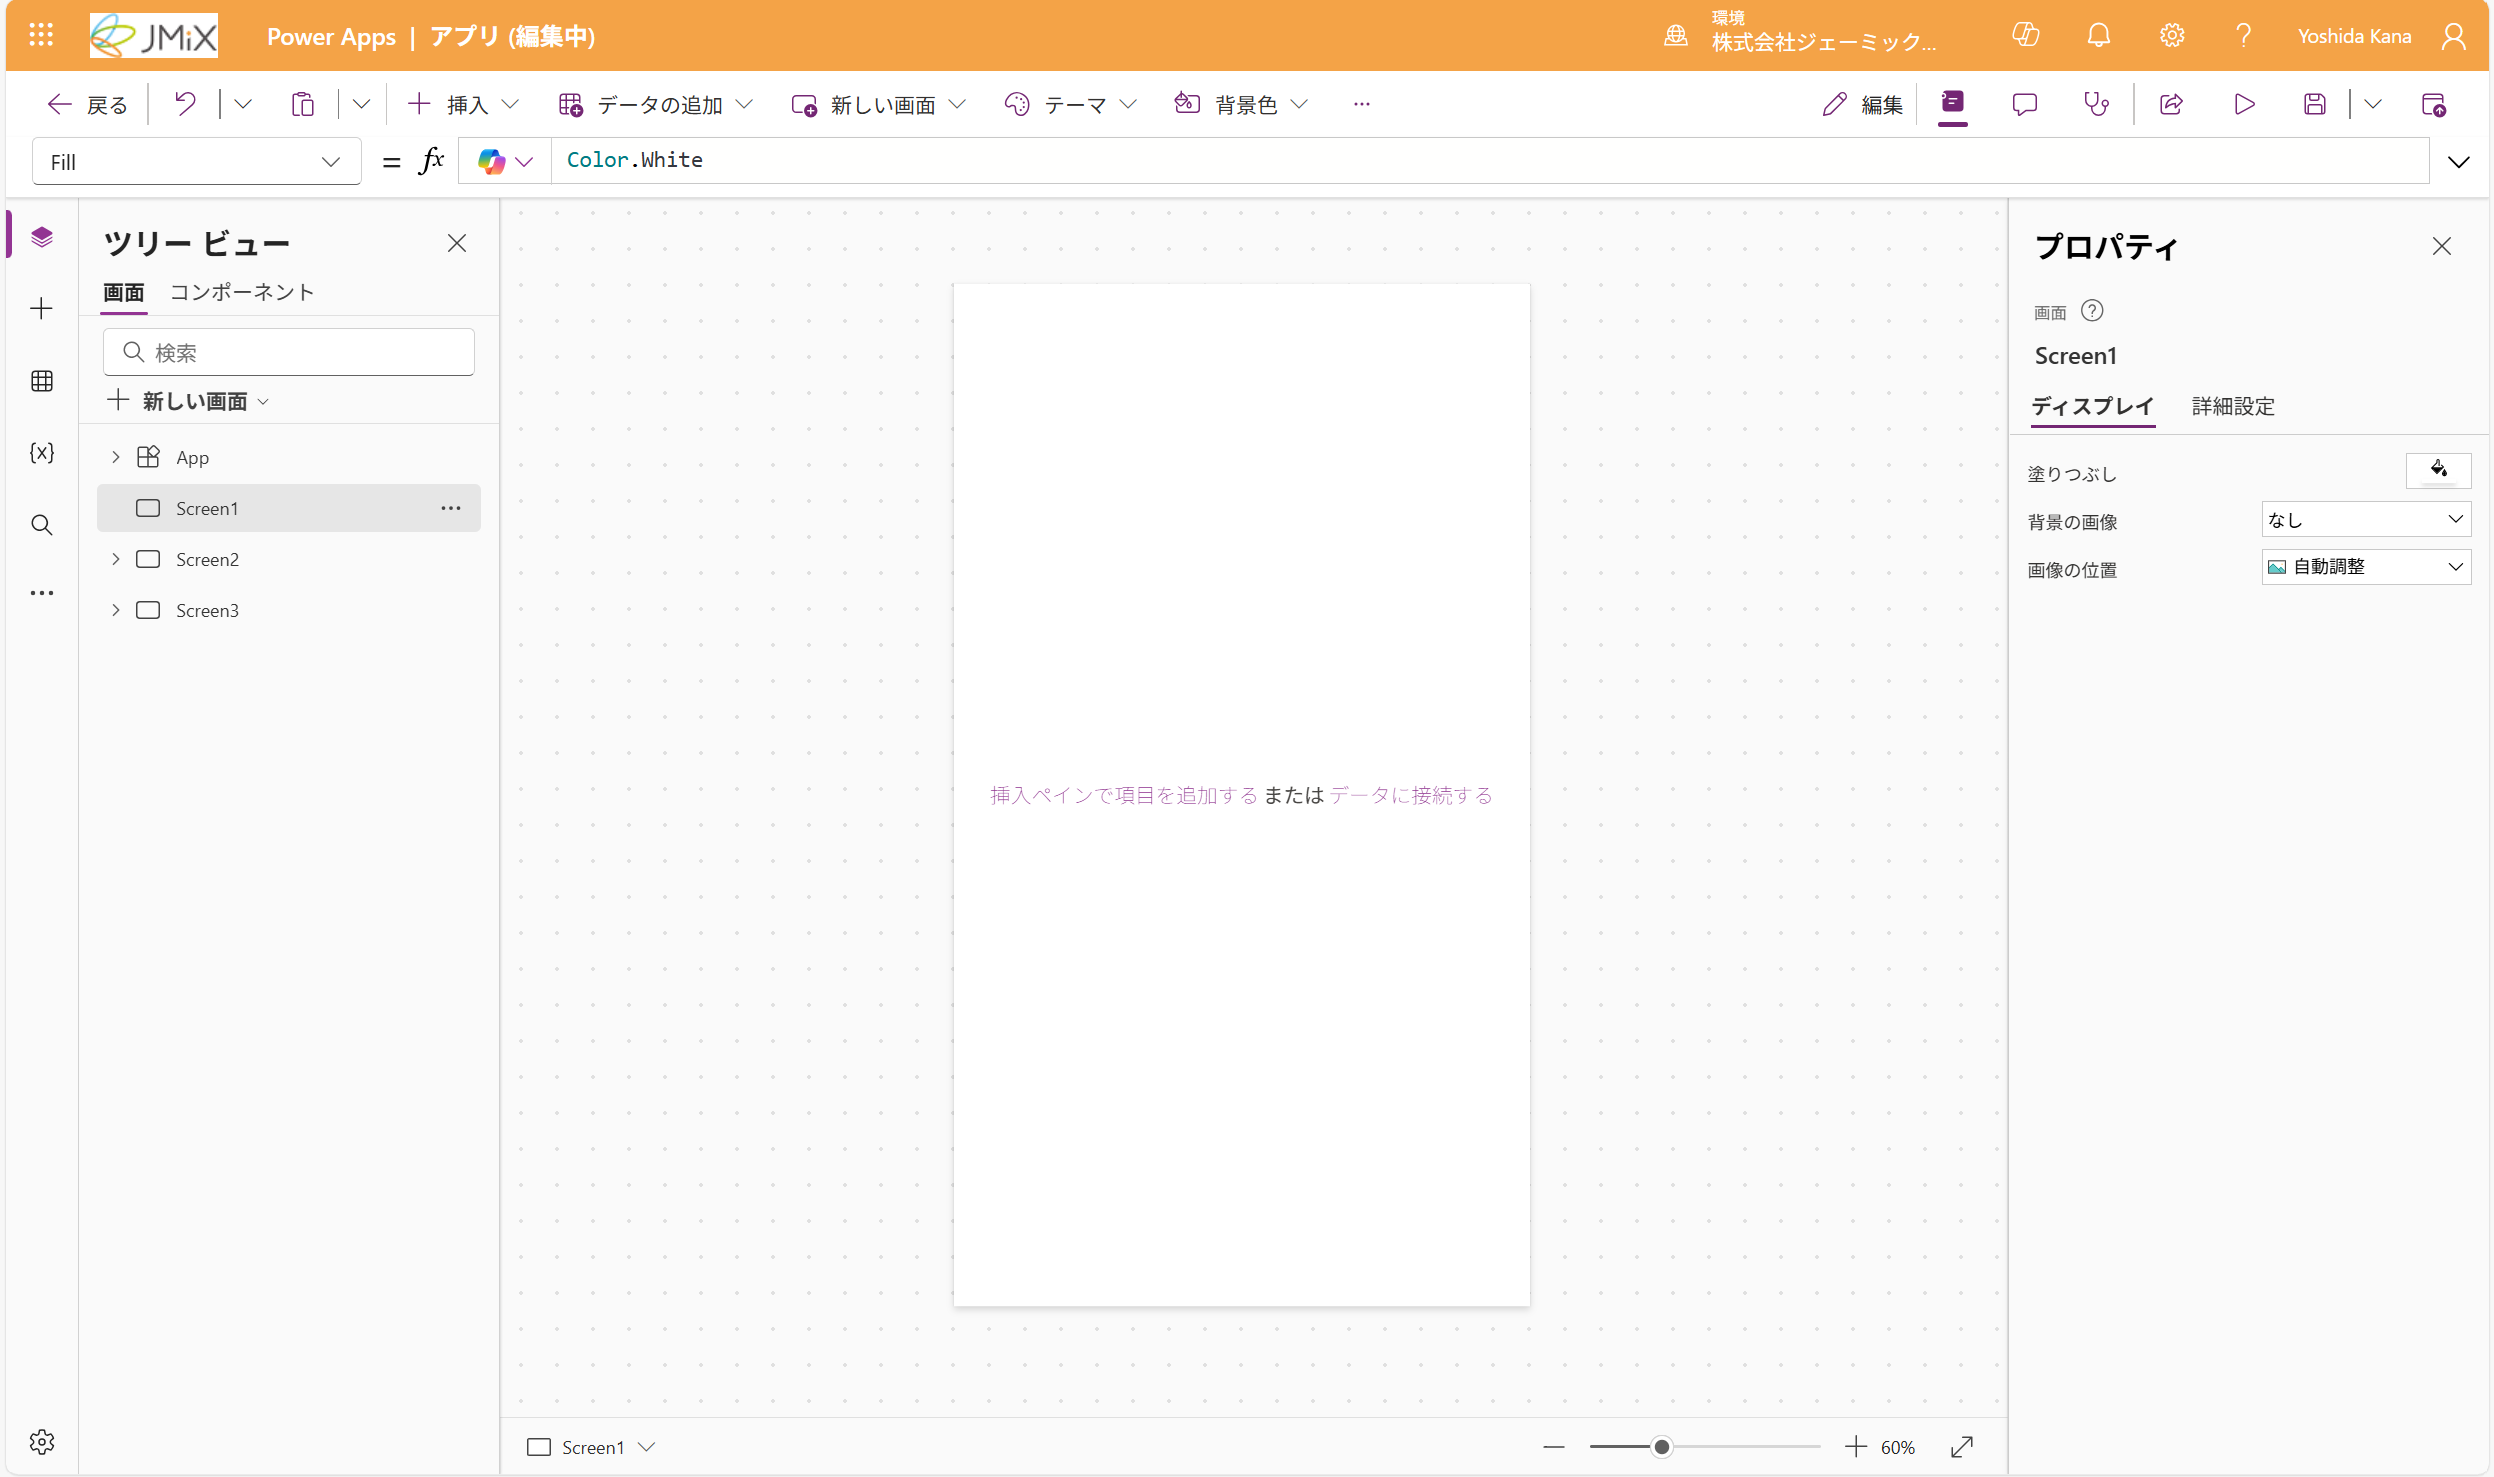 JMiX
Power Apps | アプリ (編集中)
環境
株式会社ジェーミック...
Yoshida Kana
戻る
挿入
データの追加
新しい画面
テーマ
背景色
編集
Fill
= fx
Color.White
ツリー ビュー
画面 コンポーネント
検索
新しい画面
App
Screen1
Screen2
Screen3
挿入ペインで項目を追加する または データに接続する
プロパティ
画面
Screen1
ディスプレイ 詳細設定
塗りつぶし
背景の画像 なし
画像の位置 自動調整
Screen1
60%